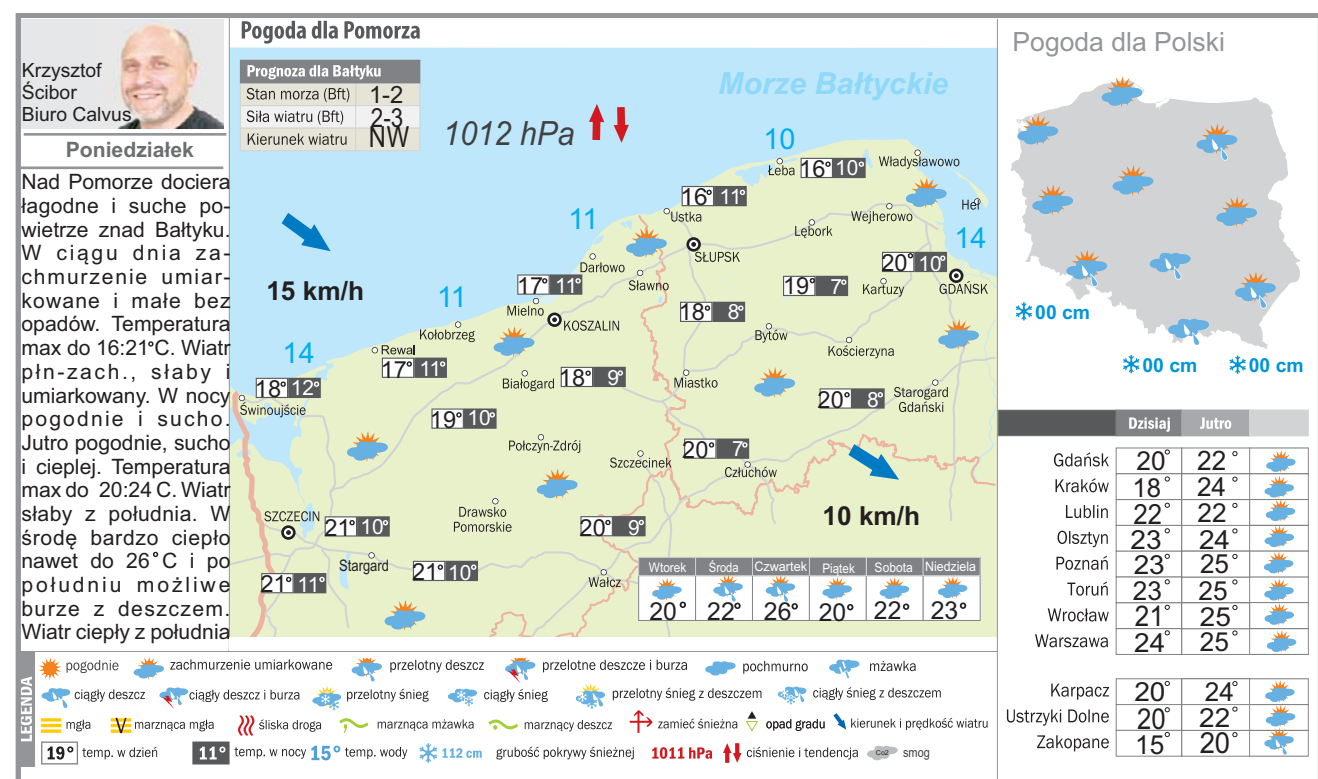 Krzysztof
Ścibor
Biuro Calvus
Poniedziałek
Nad Pomorze dociera
łagodne i suche po-
wietrze znad Bałtyku.
W ciągu dnia za-
chmurzenie umiar-
kowane i małe bez
opadów. Temperatura
max do 16:21°C. Wiatr
płn-zach., słaby i
umiarkowany. W nocy
pogodnie i sucho.
Jutro pogodnie, sucho
i cieplej. Temperatura
max do 20:24 C. Wiatr
słaby z południa. W
środę bardzo ciepło
nawet do 26°C i po
południu możliwe
burze z deszczem.
Wiatr ciepły z południa
Pogoda dla Pomorza
Prognoza dla Bałtyku
Stan morza (Bft) 1-2
Siła wiatru (Bft) 2-3
Kierunek wiatru NW
1012 hPa
Morze Bałtyckie
10
Łeba 16° 10°
Władysławowo
16° 11°
Ustka
Hel
Wejherowo
11
Lębork
14
SŁUPSK
20° 10°
Darłowo
17° 11°
Sławno
19° 7°
Kartuzy
GDAŃSK
15 km/h
11
Mielno
KOSZALIN
18° 8°
Kołobrzeg
Bytów
Kościerzyna
14
Rewal
17° 11°
18° 12°
Świnoujście
Białogard 18° 9°
Miastko
20° 8°
Starogard
Gdański
19° 10°
Połczyn-Zdrój
20° 7°
Szczecinek
Człuchów
10 km/h
SZCZECIN
21° 10°
Drawsko
Pomorskie
20° 9°
Stargard
21° 10°
21° 11°
Wałcz
Wtorek Środa Czwartek Piątek Sobota Niedziela
20° 22° 26° 20° 22° 23°
Pogoda dla Polski
00 cm
00 cm 00 cm
Dzisiaj Jutro
Gdańsk 20° 22°
Kraków 18° 24°
Lublin 22° 22°
Olsztyn 23° 24°
Poznań 23° 25°
Toruń 23° 25°
Wrocław 21° 25°
Warszawa 24° 25°
Karpacz 20° 24°
Ustrzyki Dolne 20° 22°
Zakopane 15° 20°
LEGENDA
pogodnie zachmurzenie umiarkowane przelotny deszcz przelotne deszcze i burza pochmurno mżawka
ciągły deszcz ciągły deszcz i burza przelotny śnieg ciągły śnieg przelotny śnieg z deszczem ciągły śnieg z deszczem
mgła marznąca mgła śliska droga marznąca mżawka marznący deszcz zamieć śnieżna opad gradu kierunek i prędkość wiatru
19° temp. w dzień 11° temp. w nocy 15° temp. wody 112 cm grubość pokrywy śnieżnej 1011 hPa ciśnienie i tendencja Co2 smog